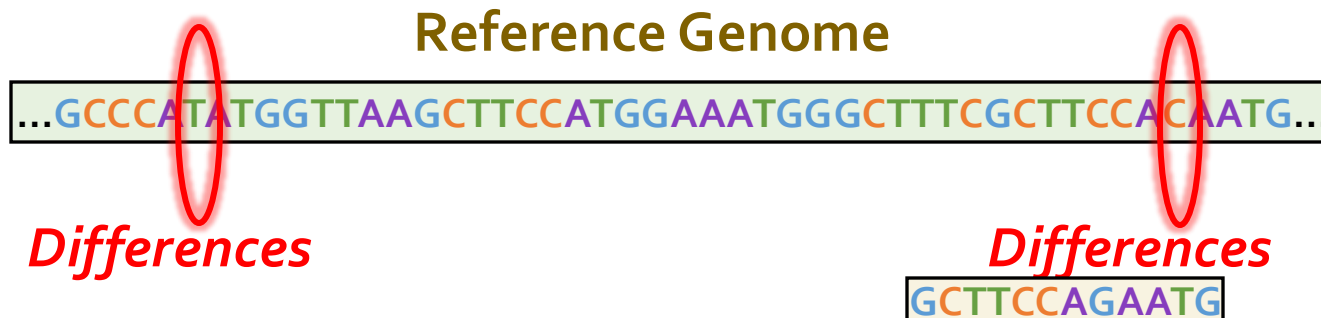 Reference Genome
...GCCCATATGGTTAAGCTTCCATGGAAATGGGCTTTCGCTTCCACAATG...
Differences
Differences
GCTTCCAGAATG